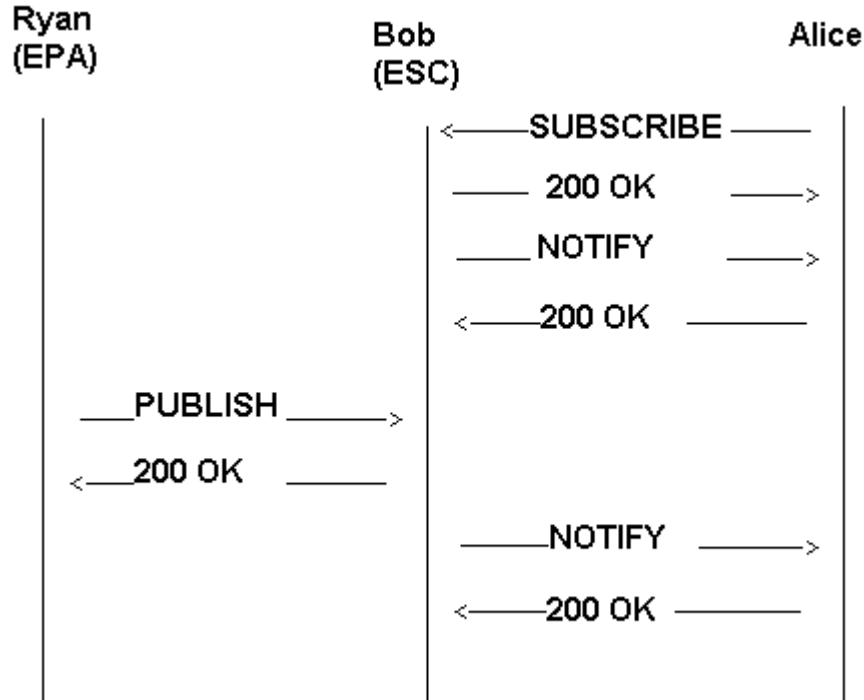 Ryan
(EPA)
Bob
(ESC)
Alice
SUBSCRIBE
200 OK
NOTIFY
200 OK
PUBLISH
200 OK
NOTIFY
200 OK